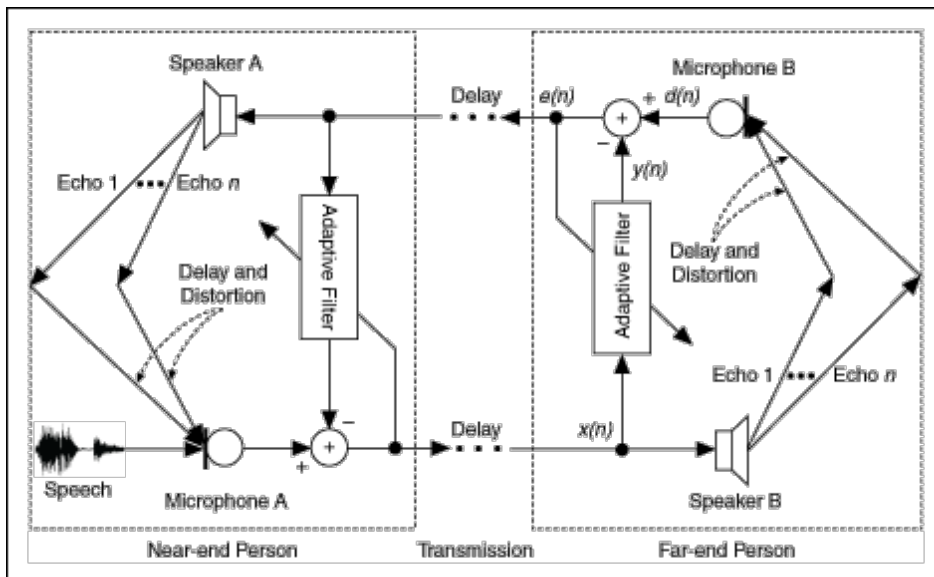 Speaker A
Microphone B
Delay
e(n)
+
d(n)
+
−
y(n)
Echo 1
Echo n
Adaptive Filter
Adaptive Filter
Delay and
Distortion
Delay and
Distortion
Echo 1
Echo n
−
Delay
x(n)
+
+
Speech
Microphone A
Speaker B
Near-end Person
Transmission
Far-end Person